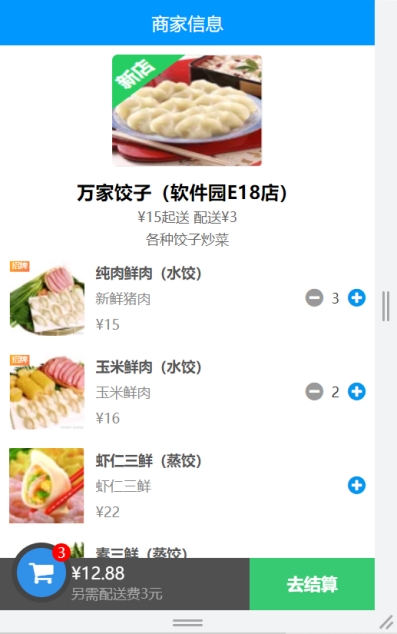 商家信息
新店
万家饺子（软件园E18店）
¥15起送 配送¥3
各种饺子炒菜
招牌
纯肉鲜肉（水饺）
新鲜猪肉
3
¥15
招牌
玉米鲜肉（水饺）
玉米鲜肉
2
¥16
虾仁三鲜（蒸饺）
虾仁三鲜
¥22
素三鲜（蒸饺）
3
¥12.88
另需配送费3元
去结算